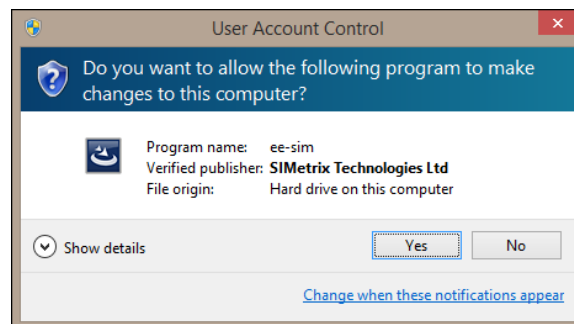 User Account Control
Do you want to allow the following program to make
changes to this computer?
Program name: ee-sim
Verified publisher: SIMetrix Technologies Ltd
File origin: Hard drive on this computer
Show details
Yes
No
Change when these notifications appear